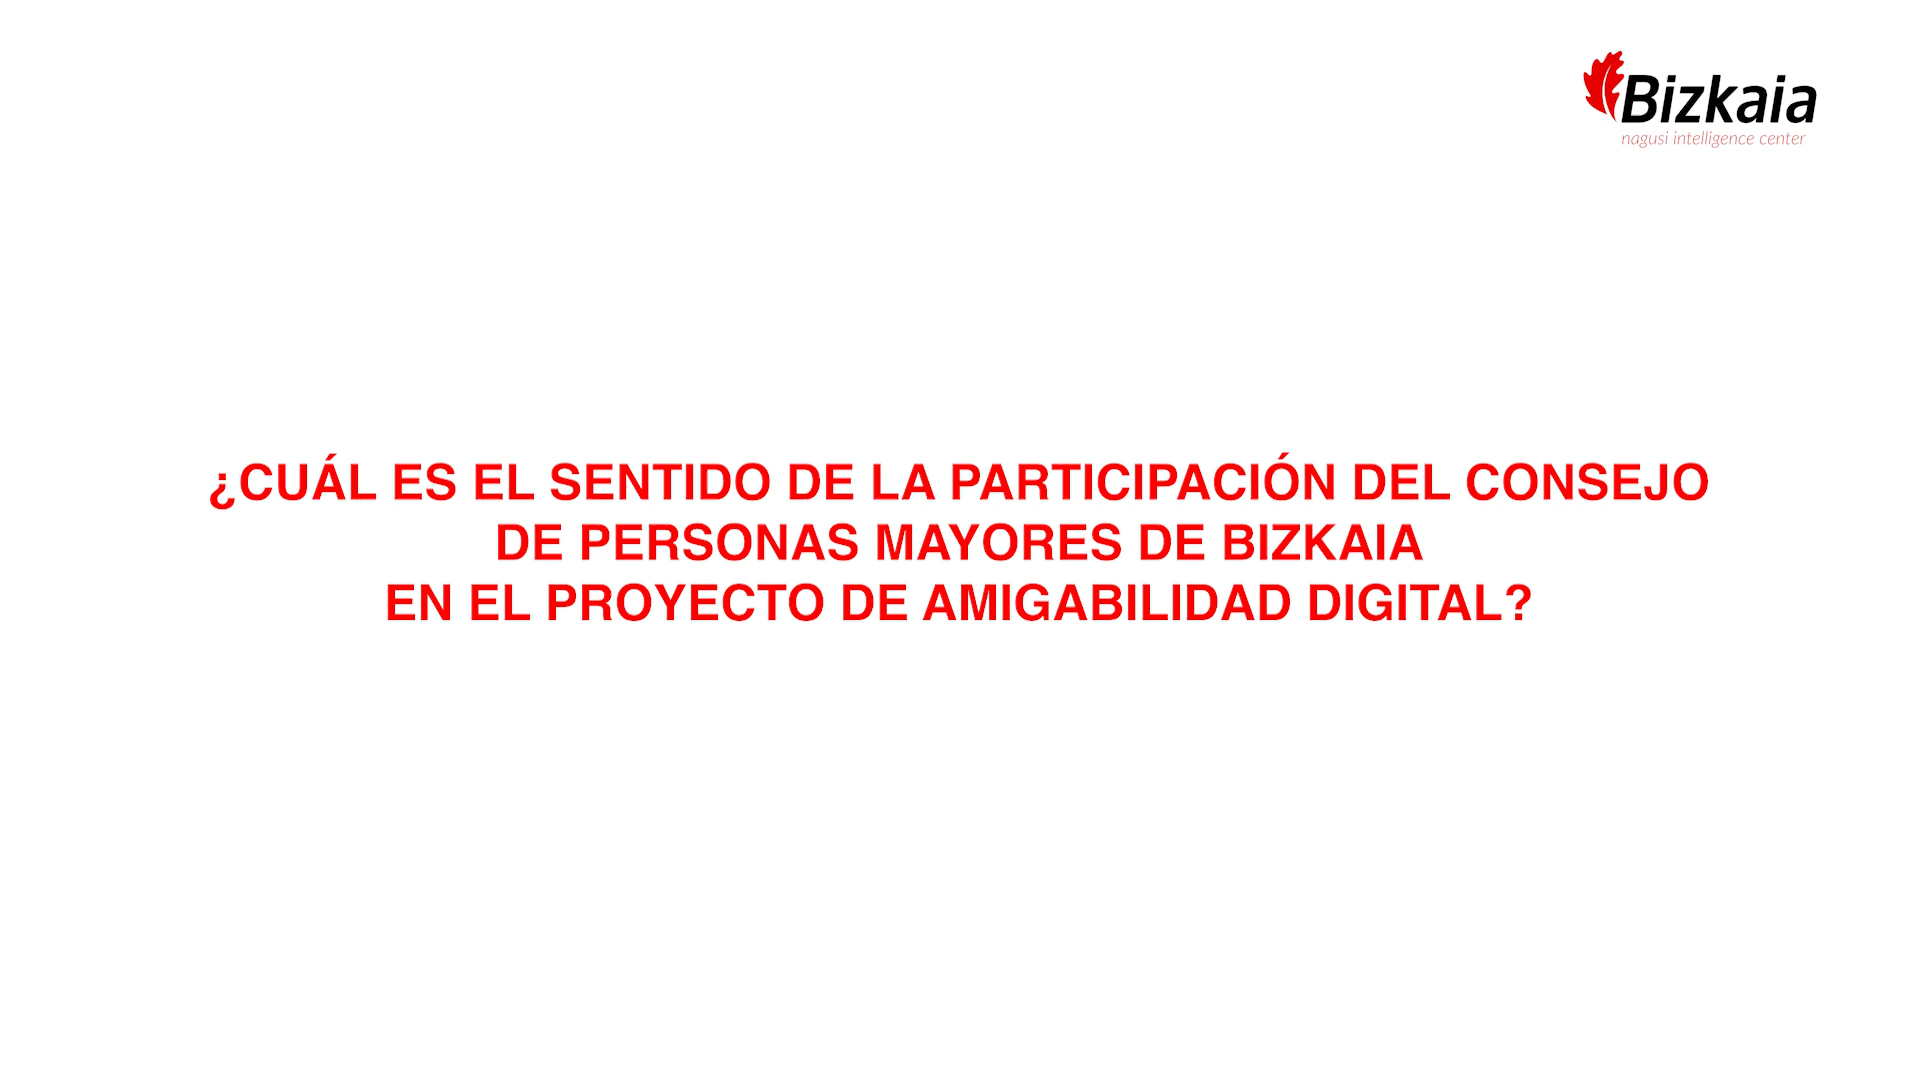 Bizkaia
nagusi intelligence center
¿CUÁL ES EL SENTIDO DE LA PARTICIPACIÓN DEL CONSEJO
DE PERSONAS MAYORES DE BIZKAIA
EN EL PROYECTO DE AMIGABILIDAD DIGITAL?